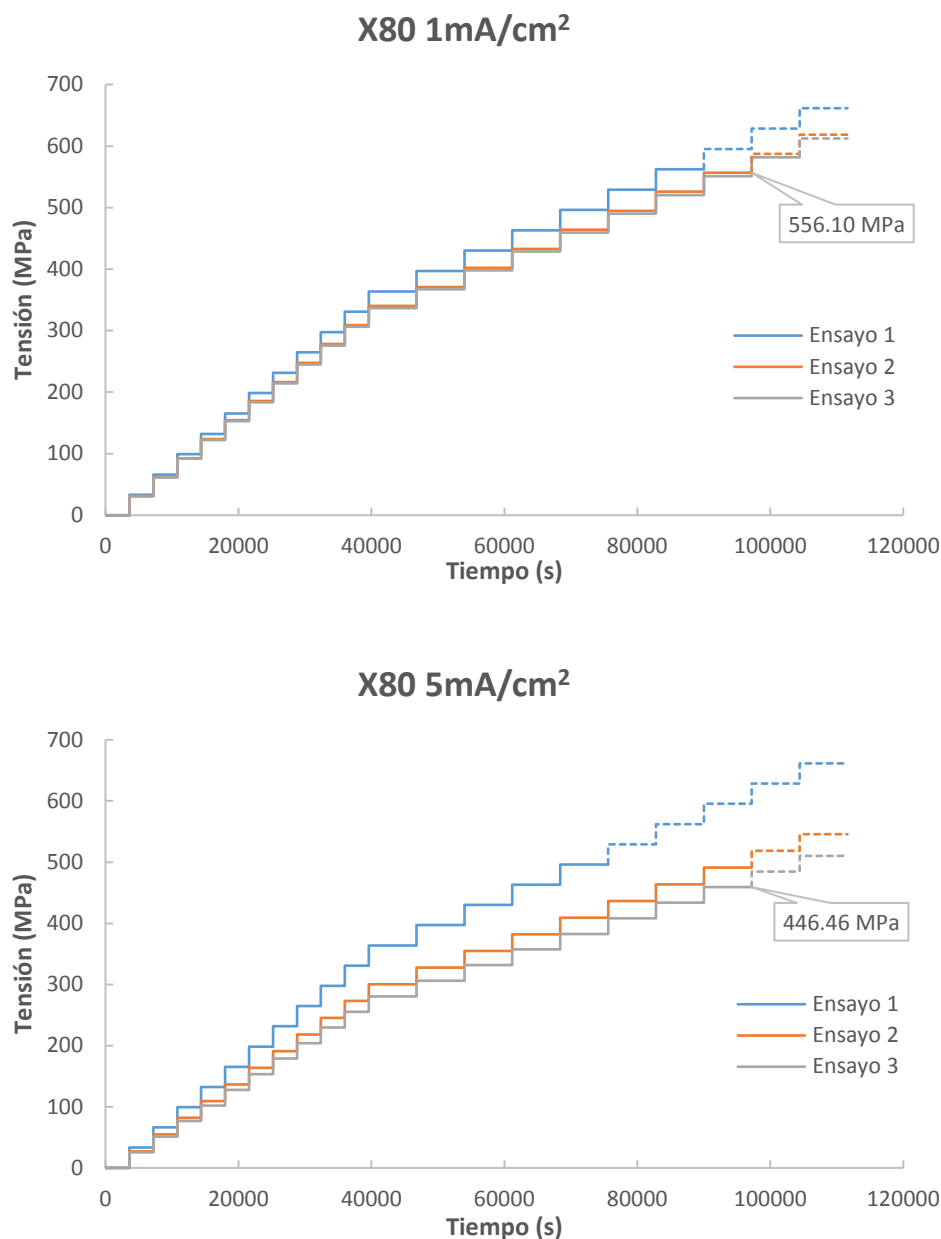 X80 1mA/cm²
700
600
500
400
300
200
100
0
Tensión (MPa)
556.10 MPa
Ensayo 1
Ensayo 2
Ensayo 3
0 20000 40000 60000 80000 100000 120000
Tiempo (s)
X80 5mA/cm²
700
600
500
400
300
200
100
0
Tensión (MPa)
446.46 MPa
Ensayo 1
Ensayo 2
Ensayo 3
0 20000 40000 60000 80000 100000 120000
Tiempo (s)